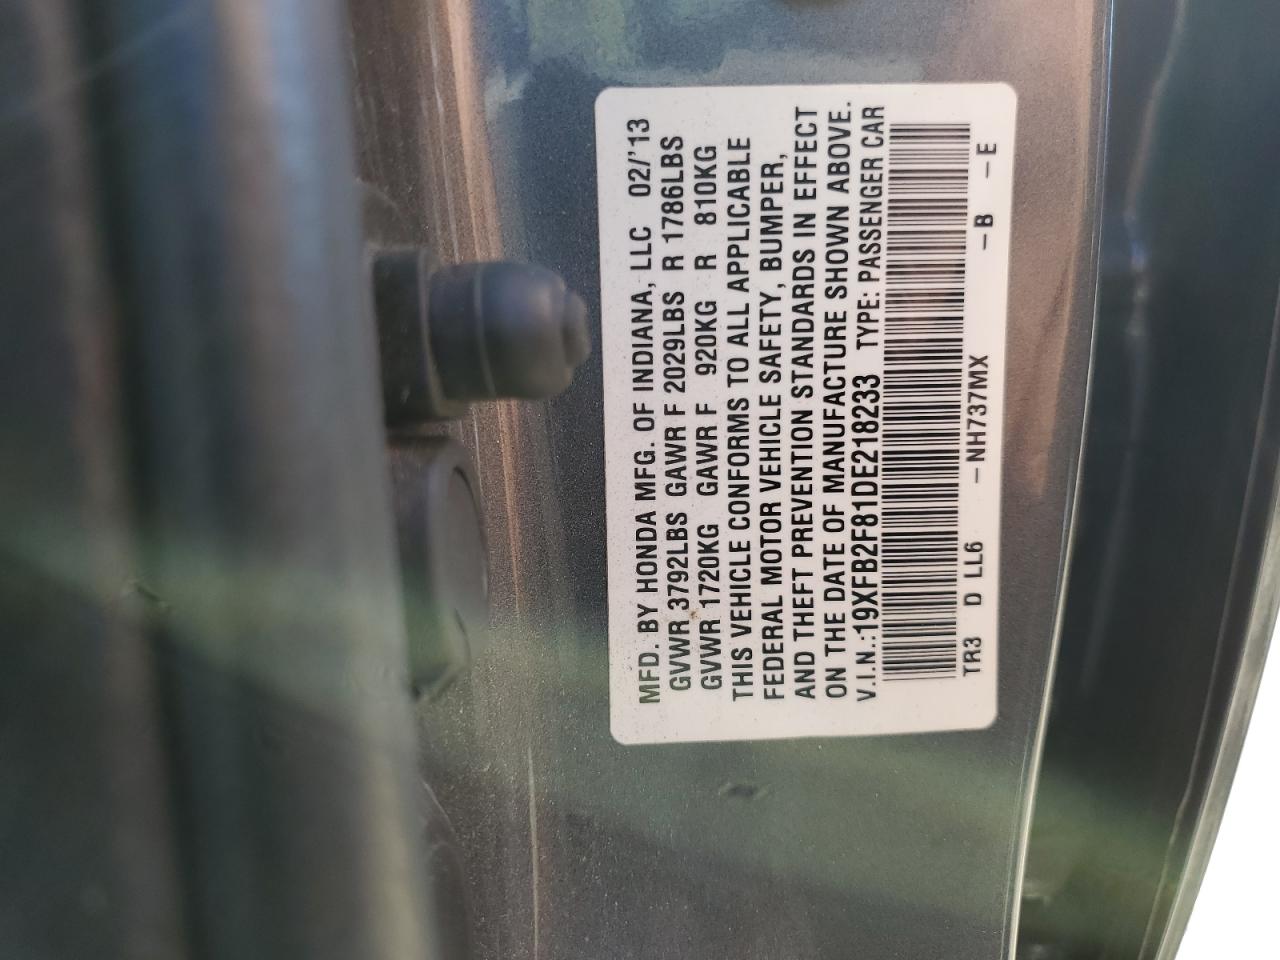 MFD. BY HONDA MFG. OF INDIANA, LLC 02/'13
GVWR 3792LBS GAWR F 2029LBS R 1786LBS
GVWR 1720KG GAWR F 920KG R 810KG
THIS VEHICLE CONFORMS TO ALL APPLICABLE
FEDERAL MOTOR VEHICLE SAFETY, BUMPER,
AND THEFT PREVENTION STANDARDS IN EFFECT
ON THE DATE OF MANUFACTURE SHOWN ABOVE.
V.I.N.:19XFB2F81DE218233 TYPE: PASSENGER CAR
TR3 D LL6 -NH737MX -B -E